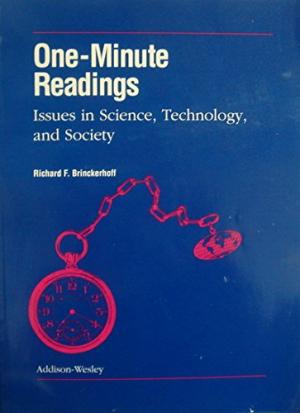 One-Minute
Readings
Issues in Science, Technology,
and Society
Richard F. Brinckerhoff
Addison-Wesley